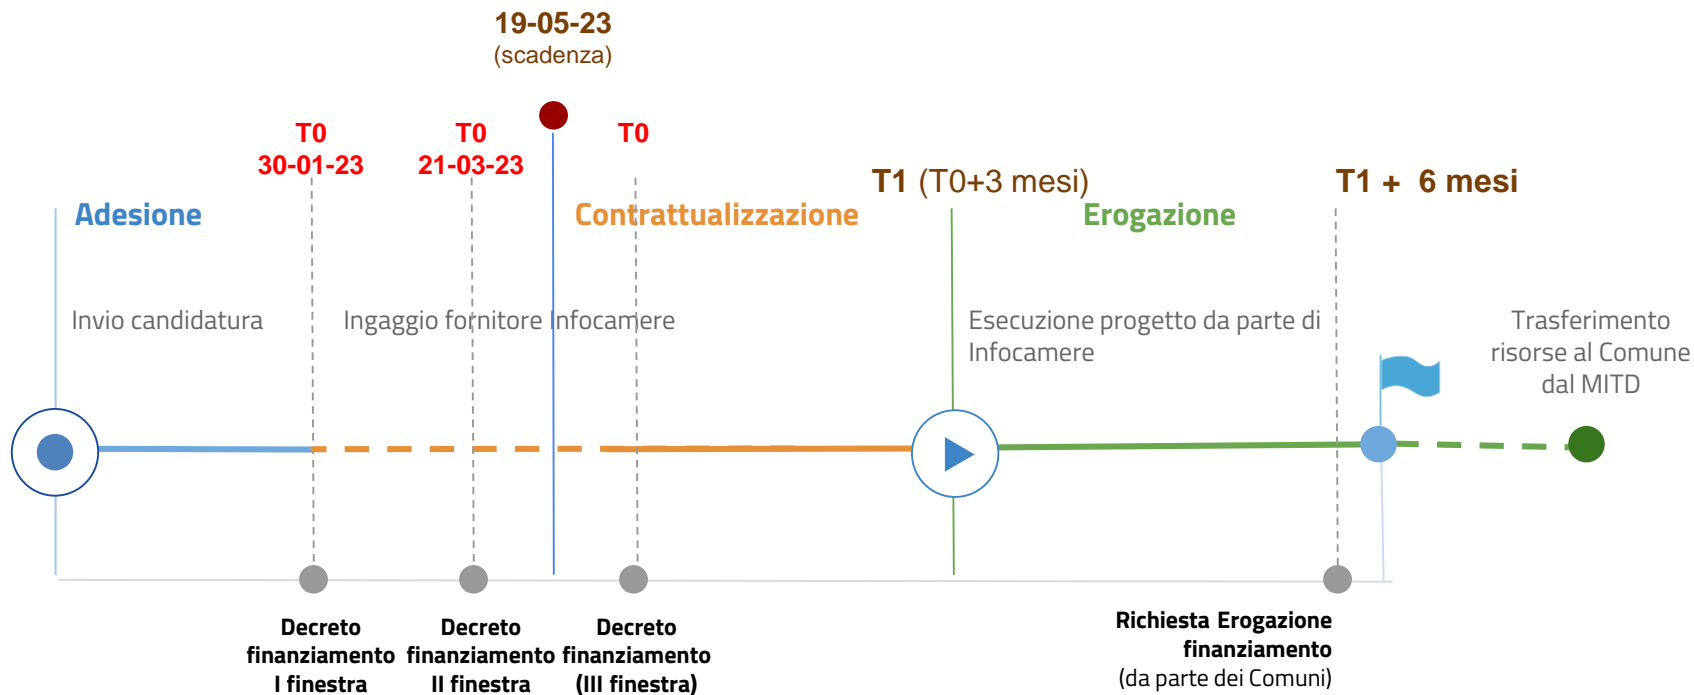 19-05-23
(scadenza)
T0
30-01-23
T0
21-03-23
T0
T1 (T0+3 mesi)
T1 + 6 mesi
Adesione
Contrattualizzazione
Erogazione
Invio candidatura
Ingaggio fornitore Infocamere
Esecuzione progetto da parte di
Infocamere
Trasferimento
risorse al Comune
dal MITD
Decreto
finanziamento
I finestra
Decreto
finanziamento
II finestra
Decreto
finanziamento
(III finestra)
Richiesta Erogazione
finanziamento
(da parte dei Comuni)